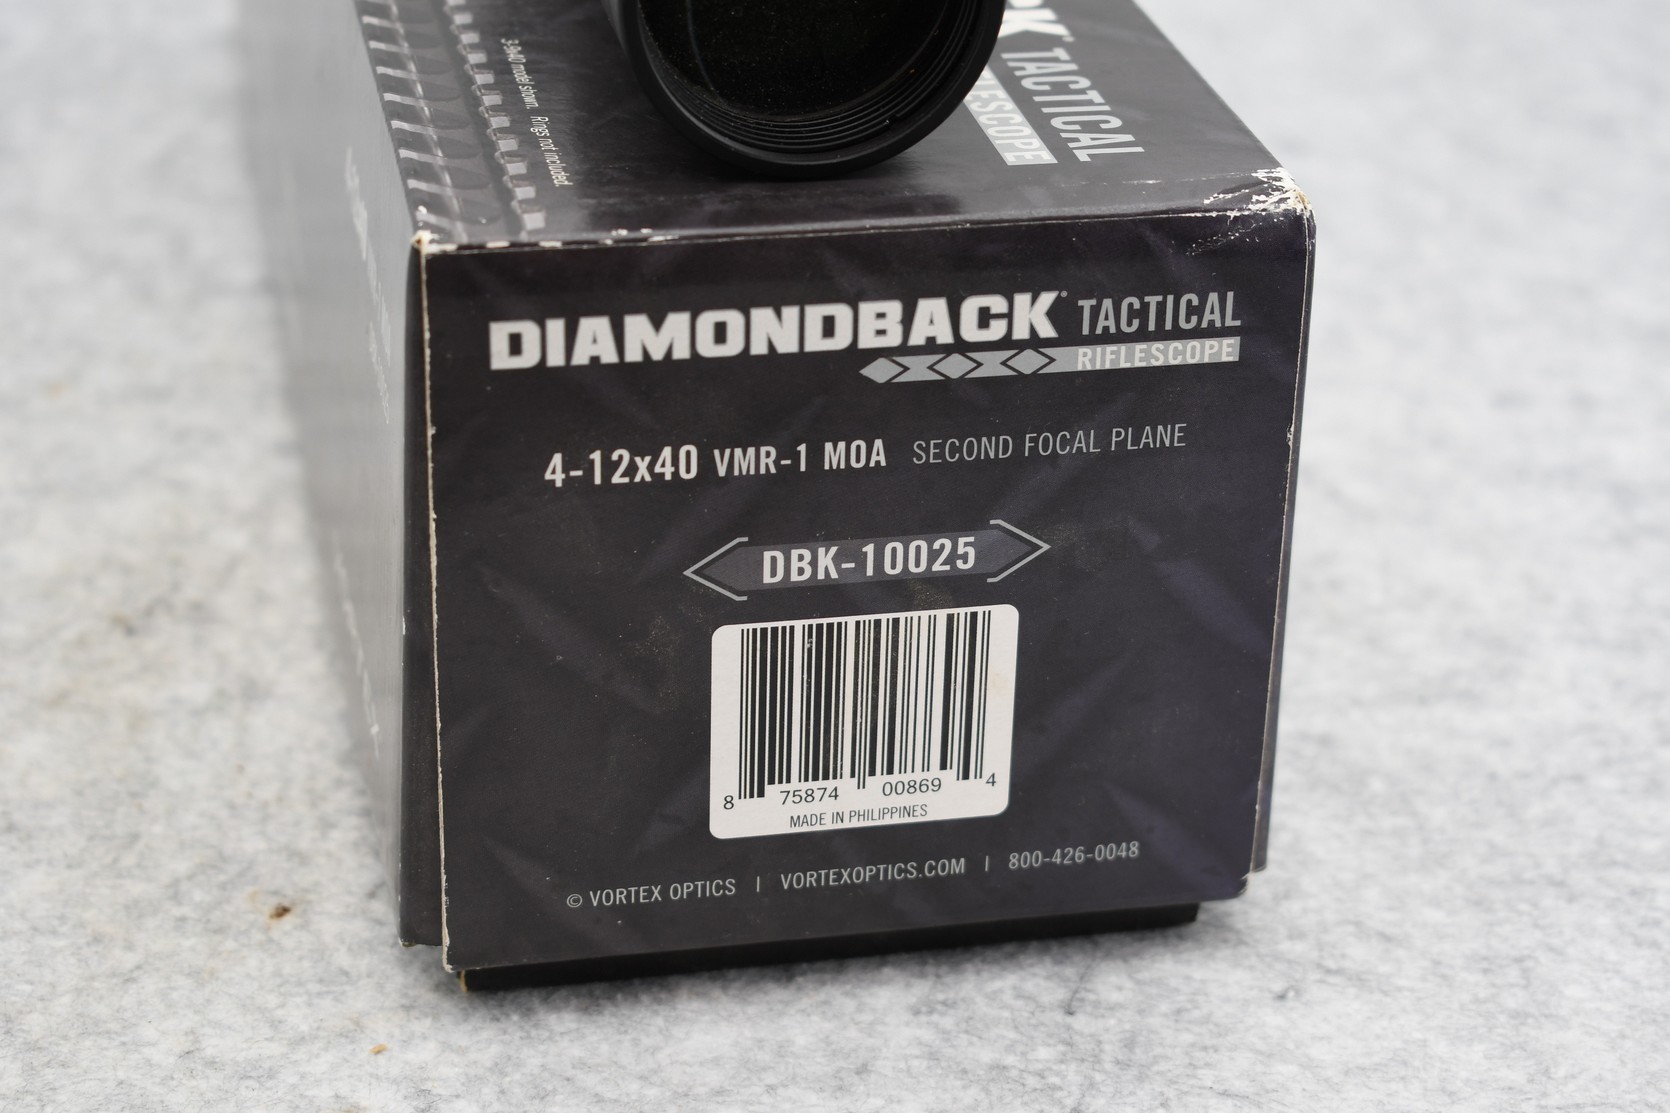 3-9x40 model shown. Rings not included.
TACTICAL
DIAMONDBACK® TACTICAL
RIFLESCOPE
4-12x40 VMR-1 MOA SECOND FOCAL PLANE
DBK-10025
8 75874 00869 4
MADE IN PHILIPPINES
© VORTEX OPTICS | VORTEXOPTICS.COM | 800-426-0048